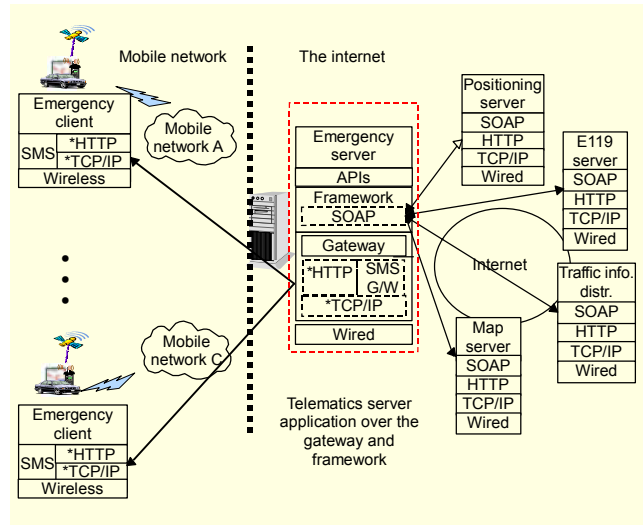 Mobile network
The internet
Emergency
client
SMS
*HTTP
*TCP/IP
Wireless
Mobile
network A
Emergency
server
APIs
Framework
SOAP
Gateway
*HTTP
SMS
G/W
*TCP/IP
Wired
Positioning
server
SOAP
HTTP
TCP/IP
Wired
E119
server
SOAP
HTTP
TCP/IP
Wired
Internet
Traffic info.
distr.
SOAP
HTTP
TCP/IP
Wired
Map
server
SOAP
HTTP
TCP/IP
Wired
Mobile
network C
Emergency
client
SMS
*HTTP
*TCP/IP
Wireless
Telematics server
application over the
gateway and
framework